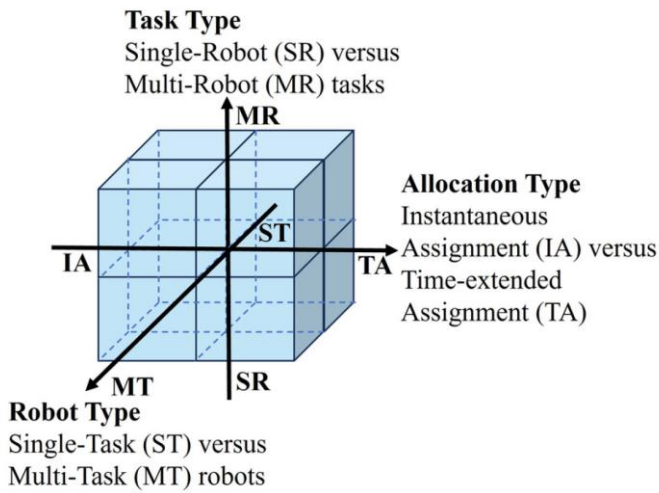 Task Type
Single-Robot (SR) versus
Multi-Robot (MR) tasks
MR
Allocation Type
Instantaneous
Assignment (IA) versus
Time-extended
Assignment (TA)
ST
IA
TA
MT
SR
Robot Type
Single-Task (ST) versus
Multi-Task (MT) robots